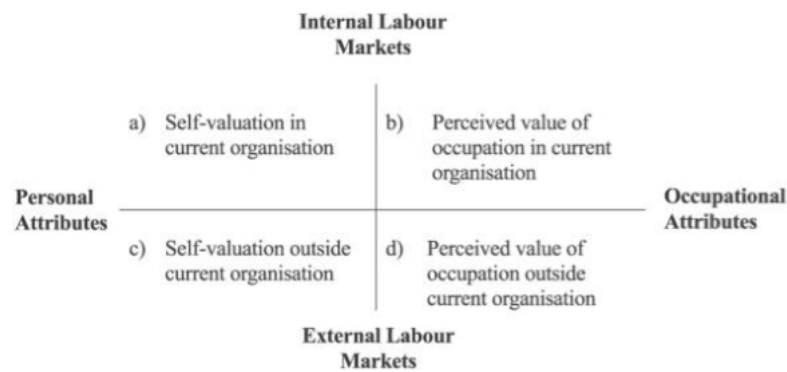 Internal Labour
Markets
a) Self-valuation in
current organisation
b) Perceived value of
occupation in current
organisation
Personal
Attributes
Occupational
Attributes
c) Self-valuation outside
current organisation
d) Perceived value of
occupation outside
current organisation
External Labour
Markets